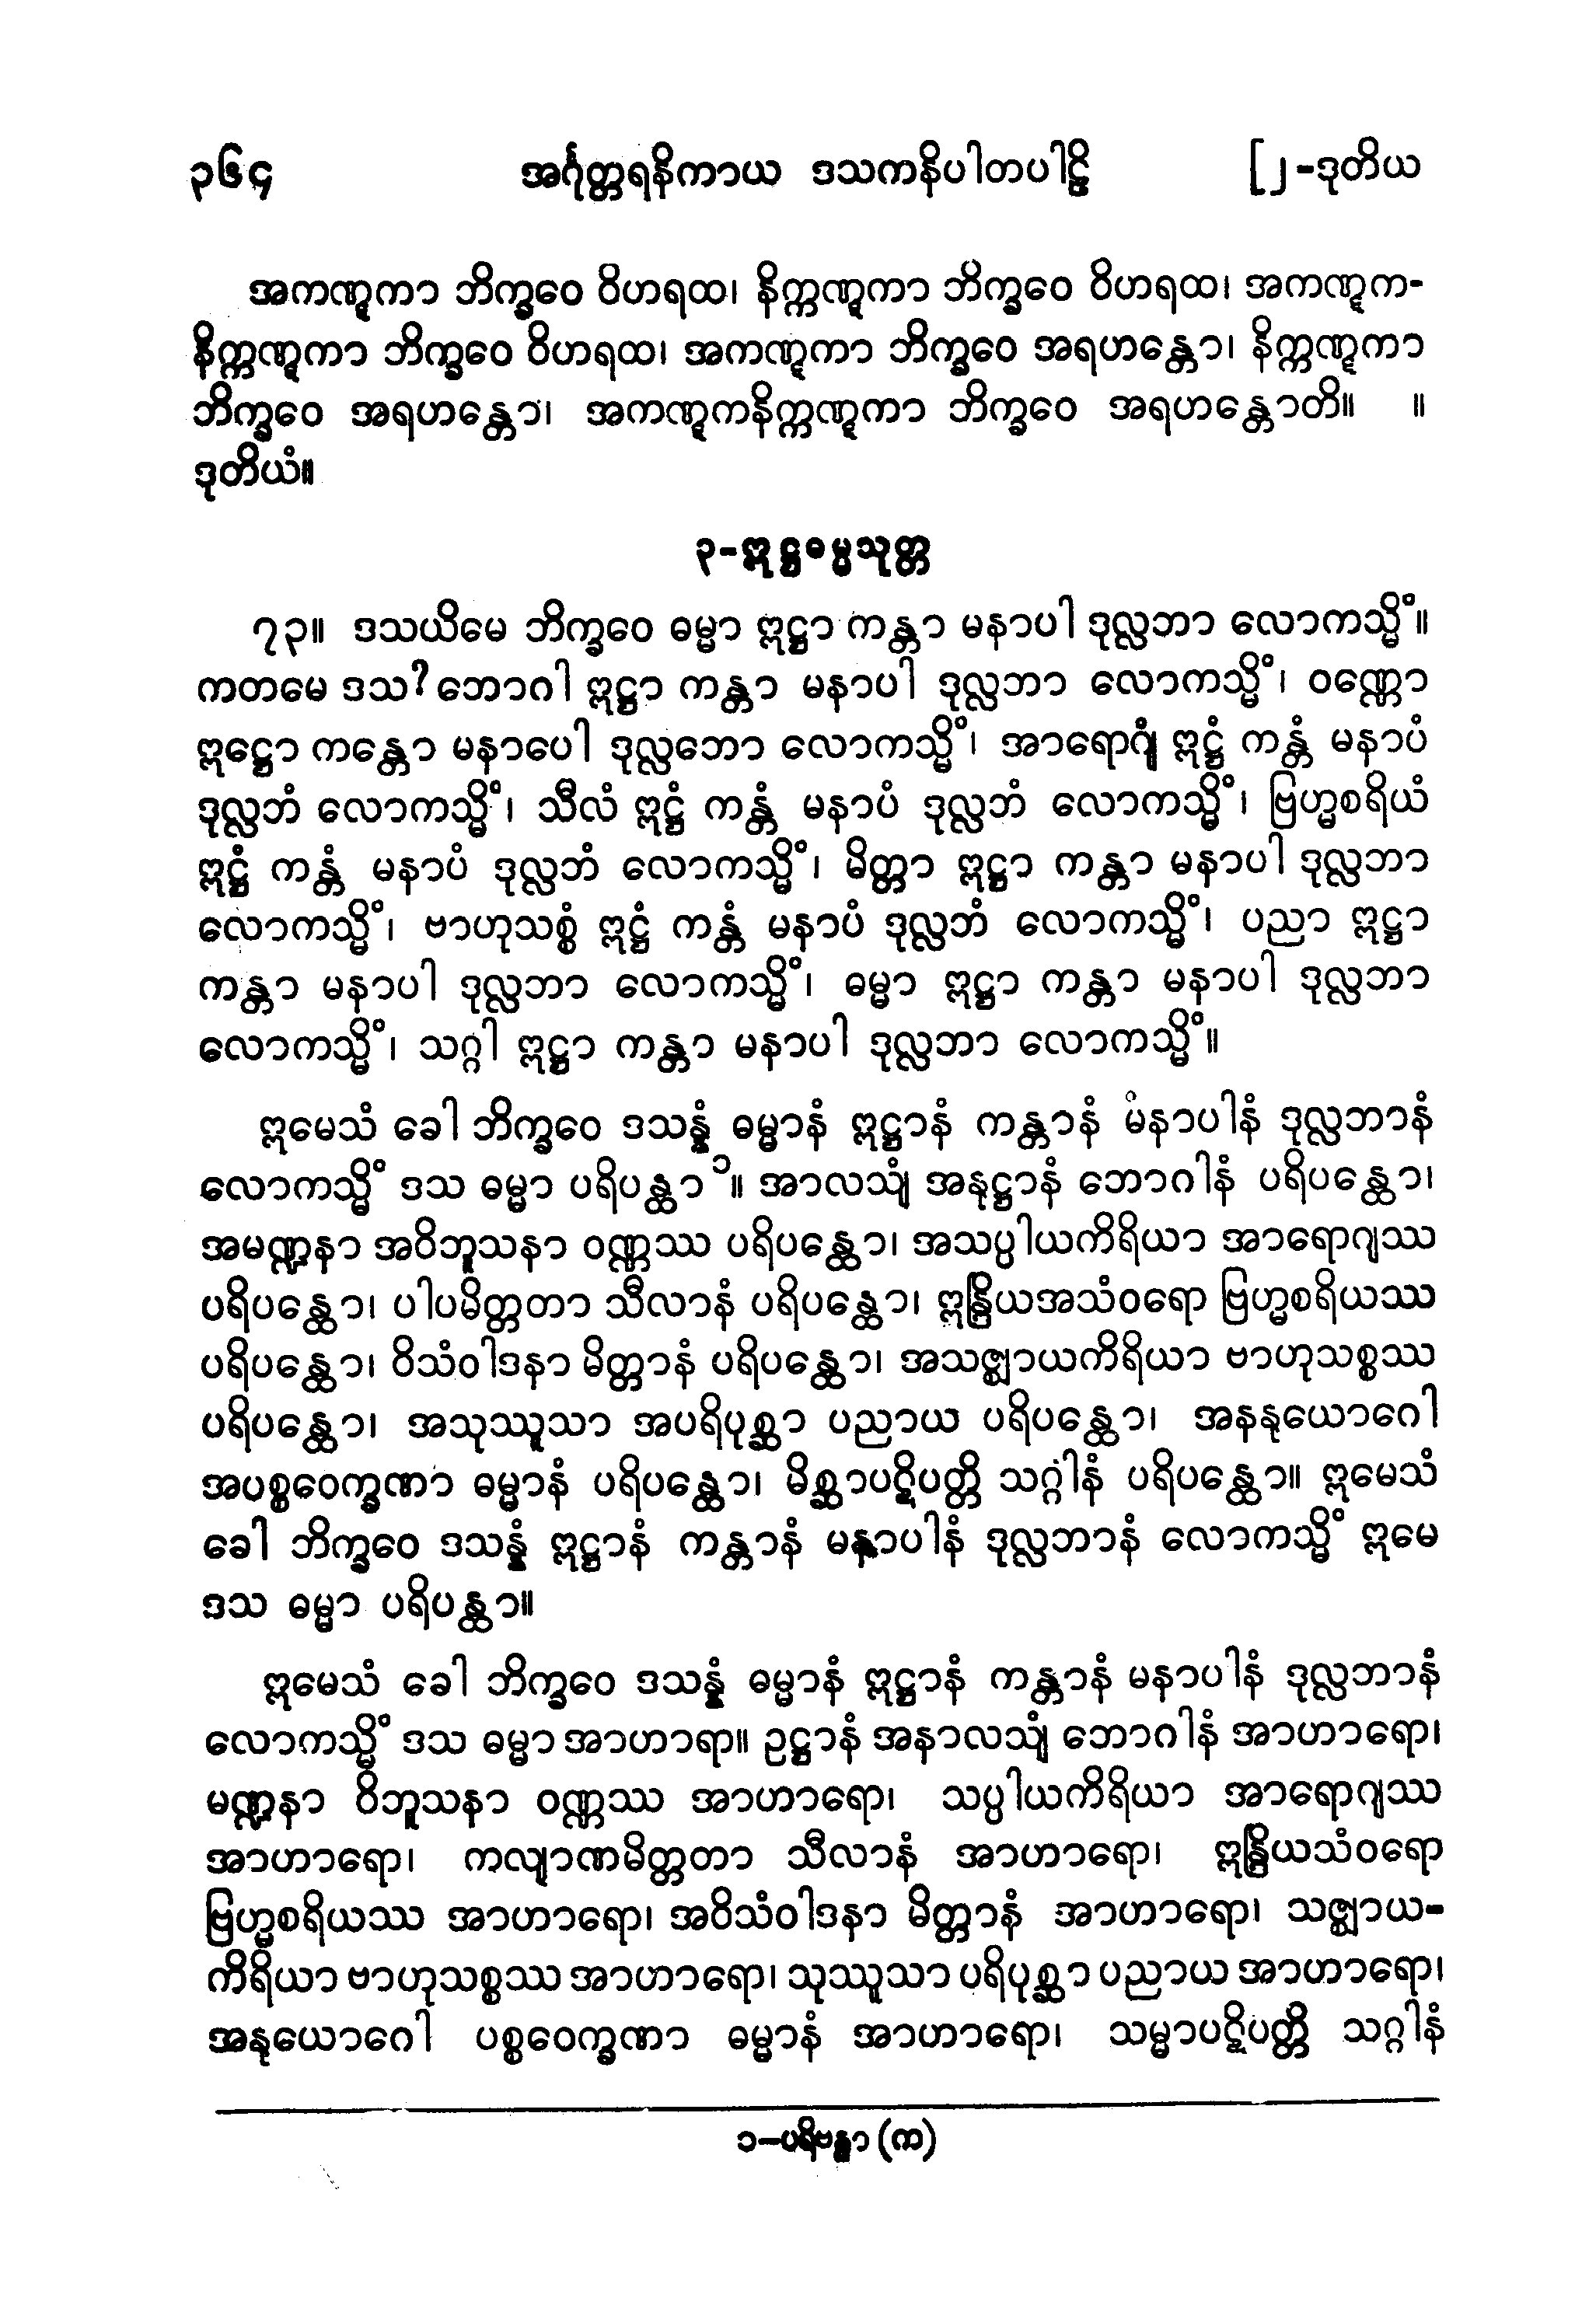 ၃၆၄ အင်္ဂုတ္တရနိကာယ ဒသကနိပါတပါဠိ [၂-ဒုတိယ
အကဏ္ဋကာ ဘိက္ခဝေ ဝိဟရထ၊ နိက္ကဏ္ဋကာ ဘိက္ခဝေ ဝိဟရထ၊ အကဏ္ဋက-
နိက္ကဏ္ဋကာ ဘိက္ခဝေ ဝိဟရထ၊ အကဏ္ဋကာ ဘိက္ခဝေ အရဟန္တော၊ နိက္ကဏ္ဋကာ
ဘိက္ခဝေ အရဟန္တော၊ အကဏ္ဋကနိက္ကဏ္ဋကာ ဘိက္ခဝေ အရဟန္တောတိ။ ။
ဒုတိယံ။
၃-ဣဋ္ဌဓမ္မသုတ္တ
၇၃။ ဒသယိမေ ဘိက္ခဝေ ဓမ္မာ ဣဋ္ဌာ ကန္တာ မနာပါ ဒုလ္လဘာ လောကသ္မိံ။
ကတမေ ဒသ? ဘောဂါ ဣဋ္ဌာ ကန္တာ မနာပါ ဒုလ္လဘာ လောကသ္မိံ၊ ဝဏ္ဏော
ဣဋ္ဌော ကန္တော မနာပေါ ဒုလ္လဘော လောကသ္မိံ၊ အာရောဂျံ ဣဋ္ဌံ ကန္တံ မနာပံ
ဒုလ္လဘံ လောကသ္မိံ၊ သီလံ ဣဋ္ဌံ ကန္တံ မနာပံ ဒုလ္လဘံ လောကသ္မိံ၊ ဗြဟ္မစရိယံ
ဣဋ္ဌံ ကန္တံ မနာပံ ဒုလ္လဘံ လောကသ္မိံ၊ မိတ္တာ ဣဋ္ဌာ ကန္တာ မနာပါ ဒုလ္လဘာ
လောကသ္မိံ၊ ဗာဟုသစ္စံ ဣဋ္ဌံ ကန္တံ မနာပံ ဒုလ္လဘံ လောကသ္မိံ၊ ပညာ ဣဋ္ဌာ
ကန္တာ မနာပါ ဒုလ္လဘာ လောကသ္မိံ၊ ဓမ္မာ ဣဋ္ဌာ ကန္တာ မနာပါ ဒုလ္လဘာ
လောကသ္မိံ၊ သဂ္ဂါ ဣဋ္ဌာ ကန္တာ မနာပါ ဒုလ္လဘာ လောကသ္မိံ။
ဣမေသံ ခေါ ဘိက္ခဝေ ဒသန္နံ ဓမ္မာနံ ဣဋ္ဌာနံ ကန္တာနံ မနာပါနံ ဒုလ္လဘာနံ
လောကသ္မိံ ဒသ ဓမ္မာ ပရိပန္ထာ ၁။ အာလသျံ အနုဋ္ဌာနံ ဘောဂါနံ ပရိပန္ထော၊
အမဏ္ဍနာ အဝိဘူသနာ ဝဏ္ဏဿ ပရိပန္ထော၊ အသပ္ပါယကိရိယာ အာရောဂျဿ
ပရိပန္ထော၊ ပါပမိတ္တတာ သီလာနံ ပရိပန္ထော၊ ဣန္ဒြိယအသံဝရော ဗြဟ္မစရိယဿ
ပရိပန္ထော၊ ဝိသံဝါဒနာ မိတ္တာနံ ပရိပန္ထော၊ အသဇ္ဈာယကိရိယာ ဗာဟုသစ္စဿ
ပရိပန္ထော၊ အသုဿူသာ အပရိပုစ္ဆာ ပညာယ ပရိပန္ထော၊ အနနုယောဂေါ
အပစ္စဝေက္ခဏာ ဓမ္မာနံ ပရိပန္ထော၊ မိစ္ဆာပဋိပတ္တိ သဂ္ဂါနံ ပရိပန္ထော။ ဣမေသံ
ခေါ ဘိက္ခဝေ ဒသန္နံ ဣဋ္ဌာနံ ကန္တာနံ မနာပါနံ ဒုလ္လဘာနံ လောကသ္မိံ ဣမေ
ဒသ ဓမ္မာ ပရိပန္ထာ။
ဣမေသံ ခေါ ဘိက္ခဝေ ဒသန္နံ ဓမ္မာနံ ဣဋ္ဌာနံ ကန္တာနံ မနာပါနံ ဒုလ္လဘာနံ
လောကသ္မိံ ဒသ ဓမ္မာ အာဟာရာ။ ဥဋ္ဌာနံ အနာလသျံ ဘောဂါနံ အာဟာရော၊
မဏ္ဍနာ ဝိဘူသနာ ဝဏ္ဏဿ အာဟာရော၊ သပ္ပါယကိရိယာ အာရောဂျဿ
အာဟာရော၊ ကလျာဏမိတ္တတာ သီလာနံ အာဟာရော၊ ဣန္ဒြိယသံဝရော
ဗြဟ္မစရိယဿ အာဟာရော၊ အဝိသံဝါဒနာ မိတ္တာနံ အာဟာရော၊ သဇ္ဈာယ-
ကိရိယာ ဗာဟုသစ္စဿ အာဟာရော၊ သုဿူသာ ပရိပုစ္ဆာ ပညာယ အာဟာရော၊
အနုယောဂေါ ပစ္စဝေက္ခဏာ ဓမ္မာနံ အာဟာရော၊ သမ္မာပဋိပတ္တိ သဂ္ဂါနံ
၁-ပရိဗန္ဓာ (က)